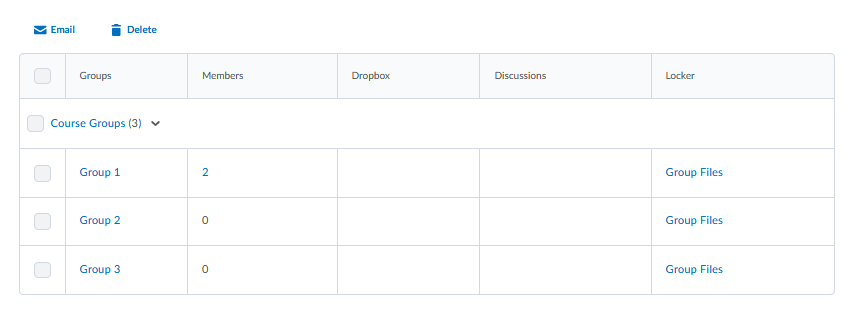 Email Delete
Groups Members Dropbox Discussions Locker
Course Groups (3)
Group 1 2 Group Files
Group 2 0 Group Files
Group 3 0 Group Files